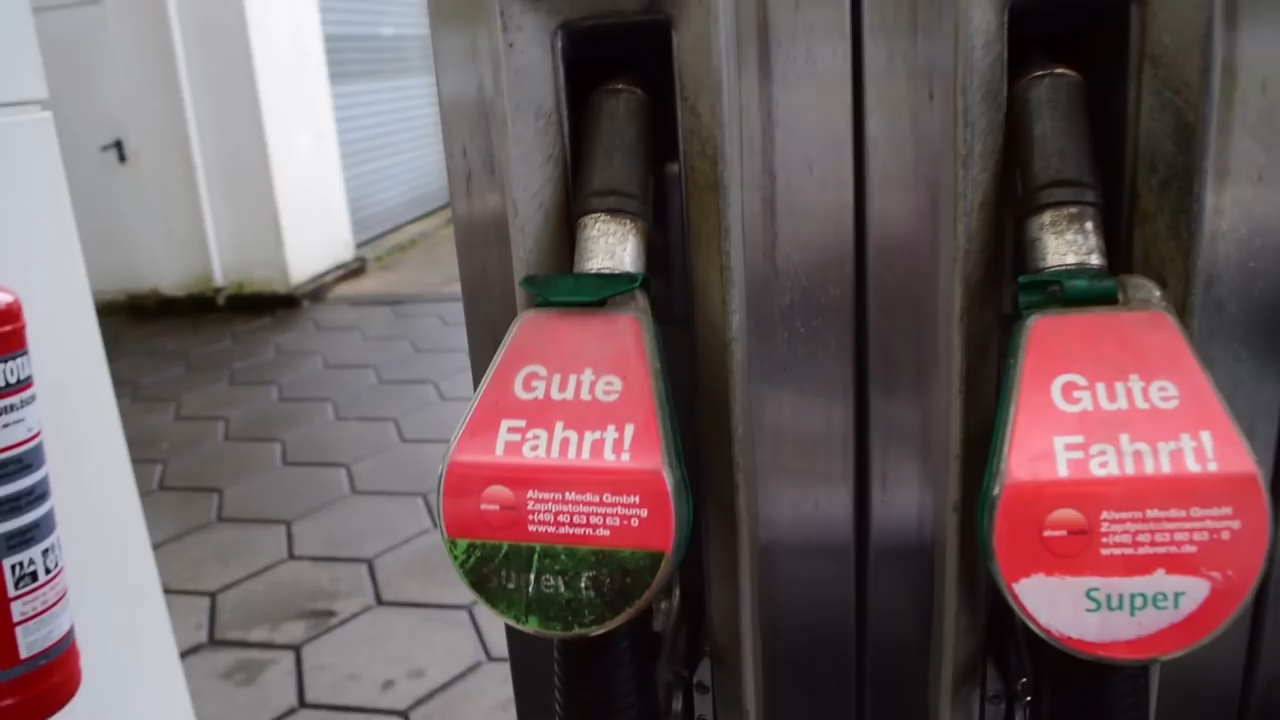 Gute
Fahrt!
Alvern Media GmbH
Zapfpistolenwerbung
+(49) 40 63 90 63 - 0
www.alvern.de
Gute
Fahrt!
Alvern Media GmbH
Zapfpistolenwerbung
+(49) 40 63 90 63 - 0
www.alvern.de
Super
TOTAL